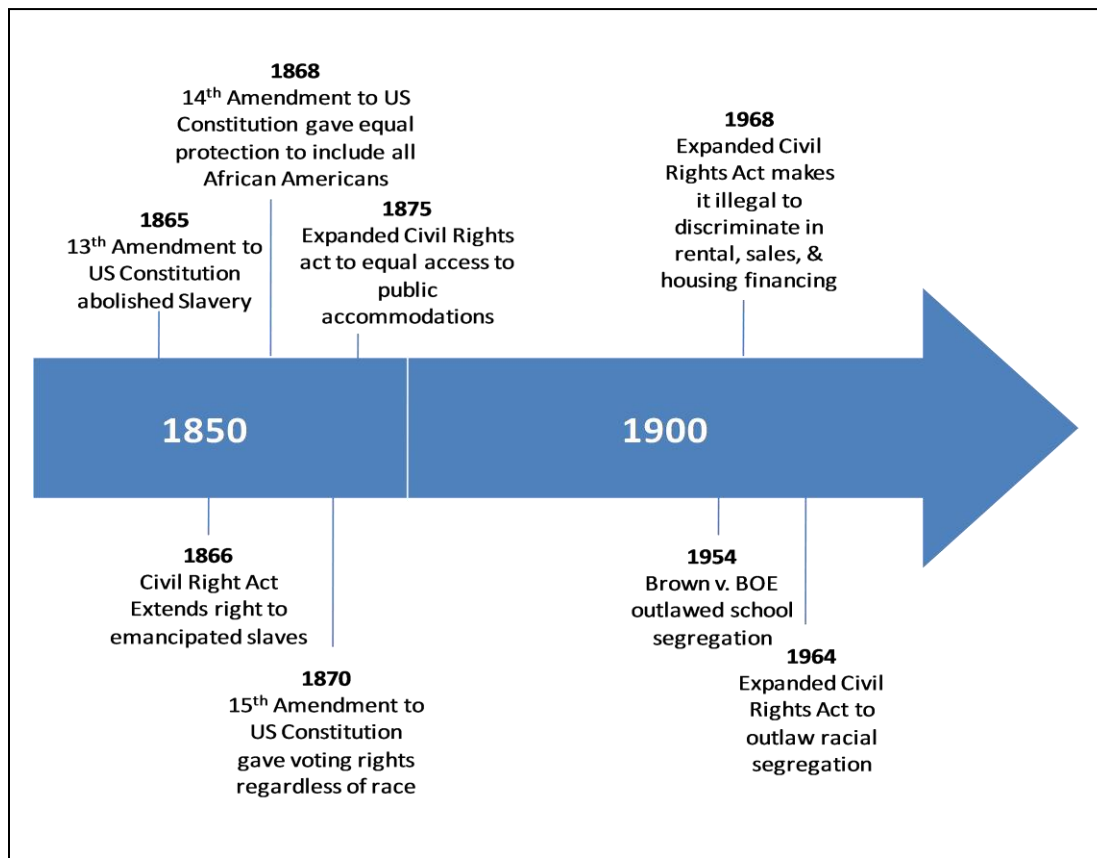 1868
14th Amendment to US
Constitution gave equal
protection to include all
African Americans
1865
13th Amendment to
US Constitution
abolished Slavery
1875
Expanded Civil Rights
act to equal access to
public
accommodations
1968
Expanded Civil
Rights Act makes
it illegal to
discriminate in
rental, sales, &
housing financing
1850
1900
1866
Civil Right Act
Extends right to
emancipated slaves
1870
15th Amendment to
US Constitution
gave voting rights
regardless of race
1954
Brown v. BOE
outlawed school
segregation
1964
Expanded Civil
Rights Act to
outlaw racial
segregation